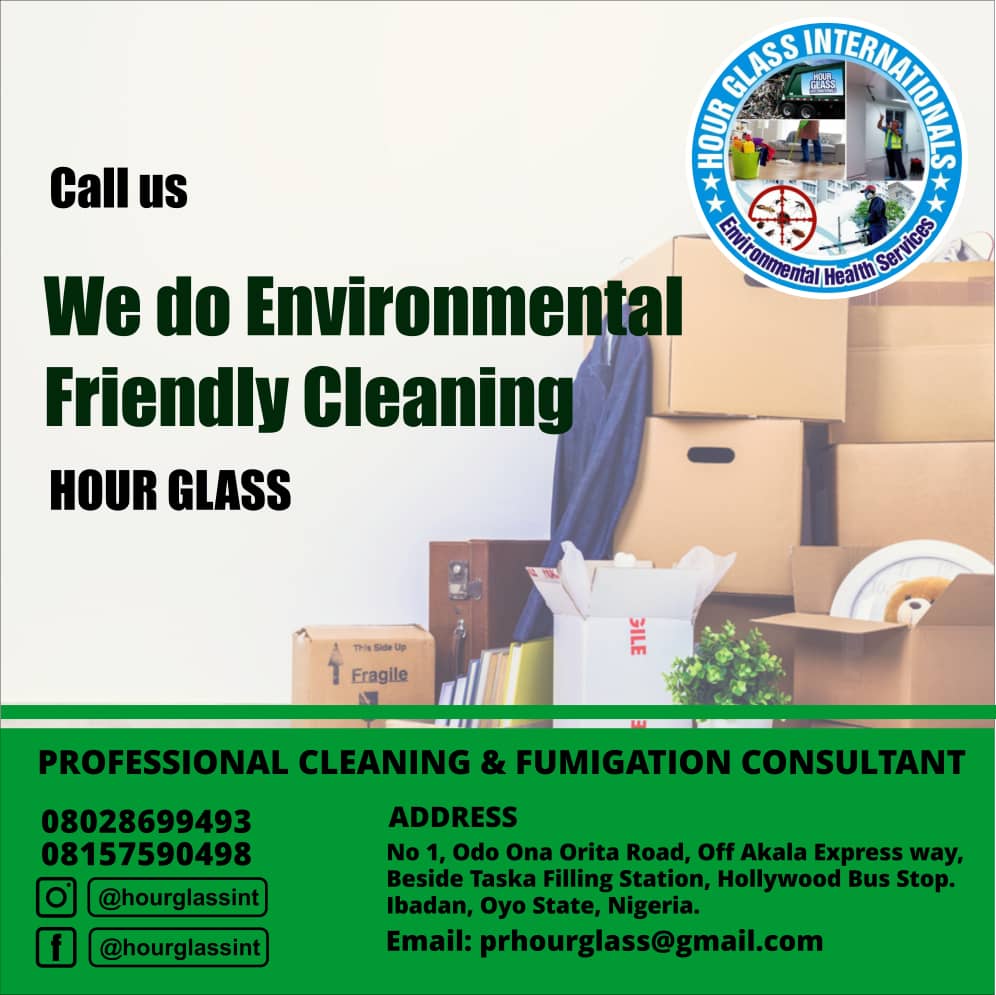 HOUR GLASS INTERNATIONALS
HOUR
GLASS
Environmental Health Services
Call us
We do Environmental
Friendly Cleaning
HOUR GLASS
This Side Up
Fragile
GILE
PROFESSIONAL CLEANING & FUMIGATION CONSULTANT
08028699493
08157590498
@hourglassint
f @hourglassint
ADDRESS
No 1, Odo Ona Orita Road, Off Akala Express way,
Beside Taska Filling Station, Hollywood Bus Stop.
Ibadan, Oyo State, Nigeria.
Email: prhourglass@gmail.com